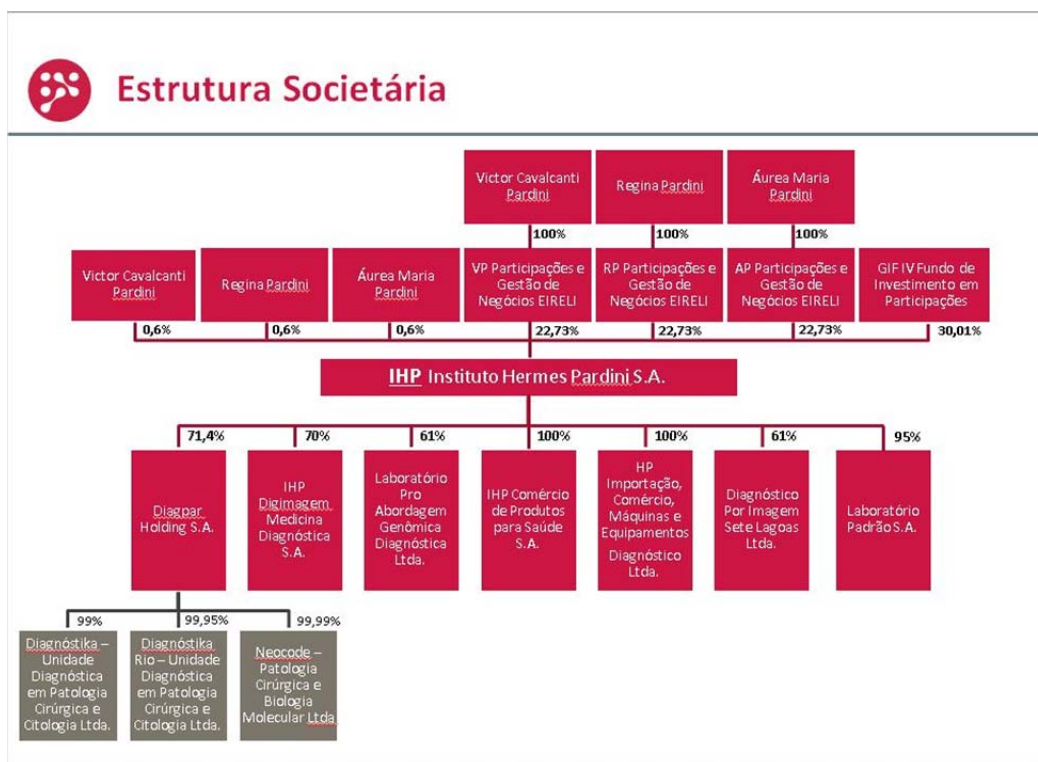 Estrutura Societária
Victor Cavalcanti
Pardini
Regina Pardini
Áurea Maria
Pardini
100%
100%
100%
Victor Cavalcanti
Pardini
Regina Pardini
Áurea Maria
Pardini
VP Participações e
Gestão de
Negócios EIRELI
RP Participações e
Gestão de
Negócios EIRELI
AP Participações e
Gestão de
Negócios EIRELI
GIF IV Fundo de
Investimento em
Participações
0,6%
0,6%
0,6%
22,73%
22,73%
22,73%
30,01%
IHP Instituto Hermes Pardini S.A.
71,4%
70%
61%
100%
100%
61%
95%
Diagpar
Holding S.A.
IHP
Digimagem
Medicina
Diagnóstica
S.A.
Laboratório
Pro
Abordagem
Genômica
Diagnóstica
Ltda.
IHP Comércio
de Produtos
para Saúde
S.A.
HP
Importação,
Comércio,
Máquinas e
Equipamentos
Diagnóstico
Ltda.
Diagnóstico
Por Imagem
Sete Lagoas
Ltda.
Laboratório
Padrão S.A.
99%
99,95%
99,99%
Diagnóstika –
Unidade
Diagnóstica
em Patologia
Cirúrgica e
Citologia Ltda.
Diagnóstika
Rio – Unidade
Diagnóstica
em Patologia
Cirúrgica e
Citologia Ltda.
Neocode –
Patologia
Cirúrgica e
Biologia
Molecular Ltda